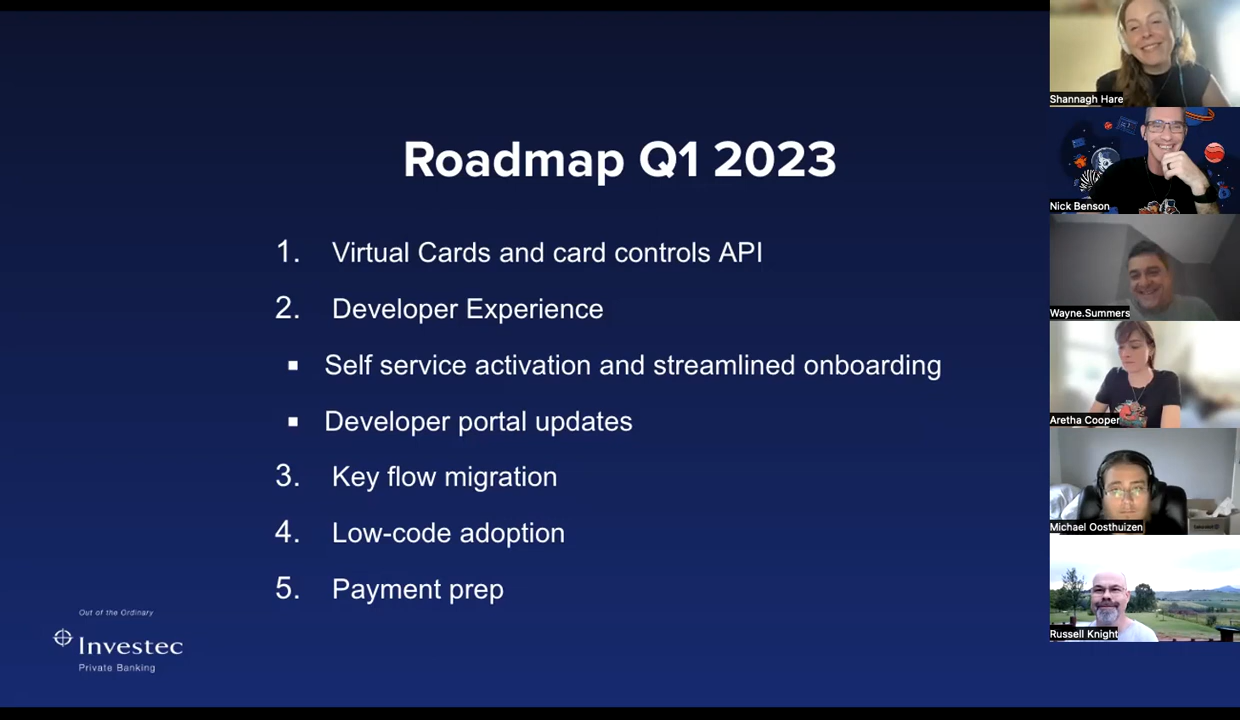 Roadmap Q1 2023
1. Virtual Cards and card controls API
2. Developer Experience
▪ Self service activation and streamlined onboarding
▪ Developer portal updates
3. Key flow migration
4. Low-code adoption
5. Payment prep
Out of the Ordinary
Investec
Private Banking
Shannagh Hare
Nick Benson
Wayne.Summers
Aretha Cooper
Michael Oosthuizen
Russell Knight